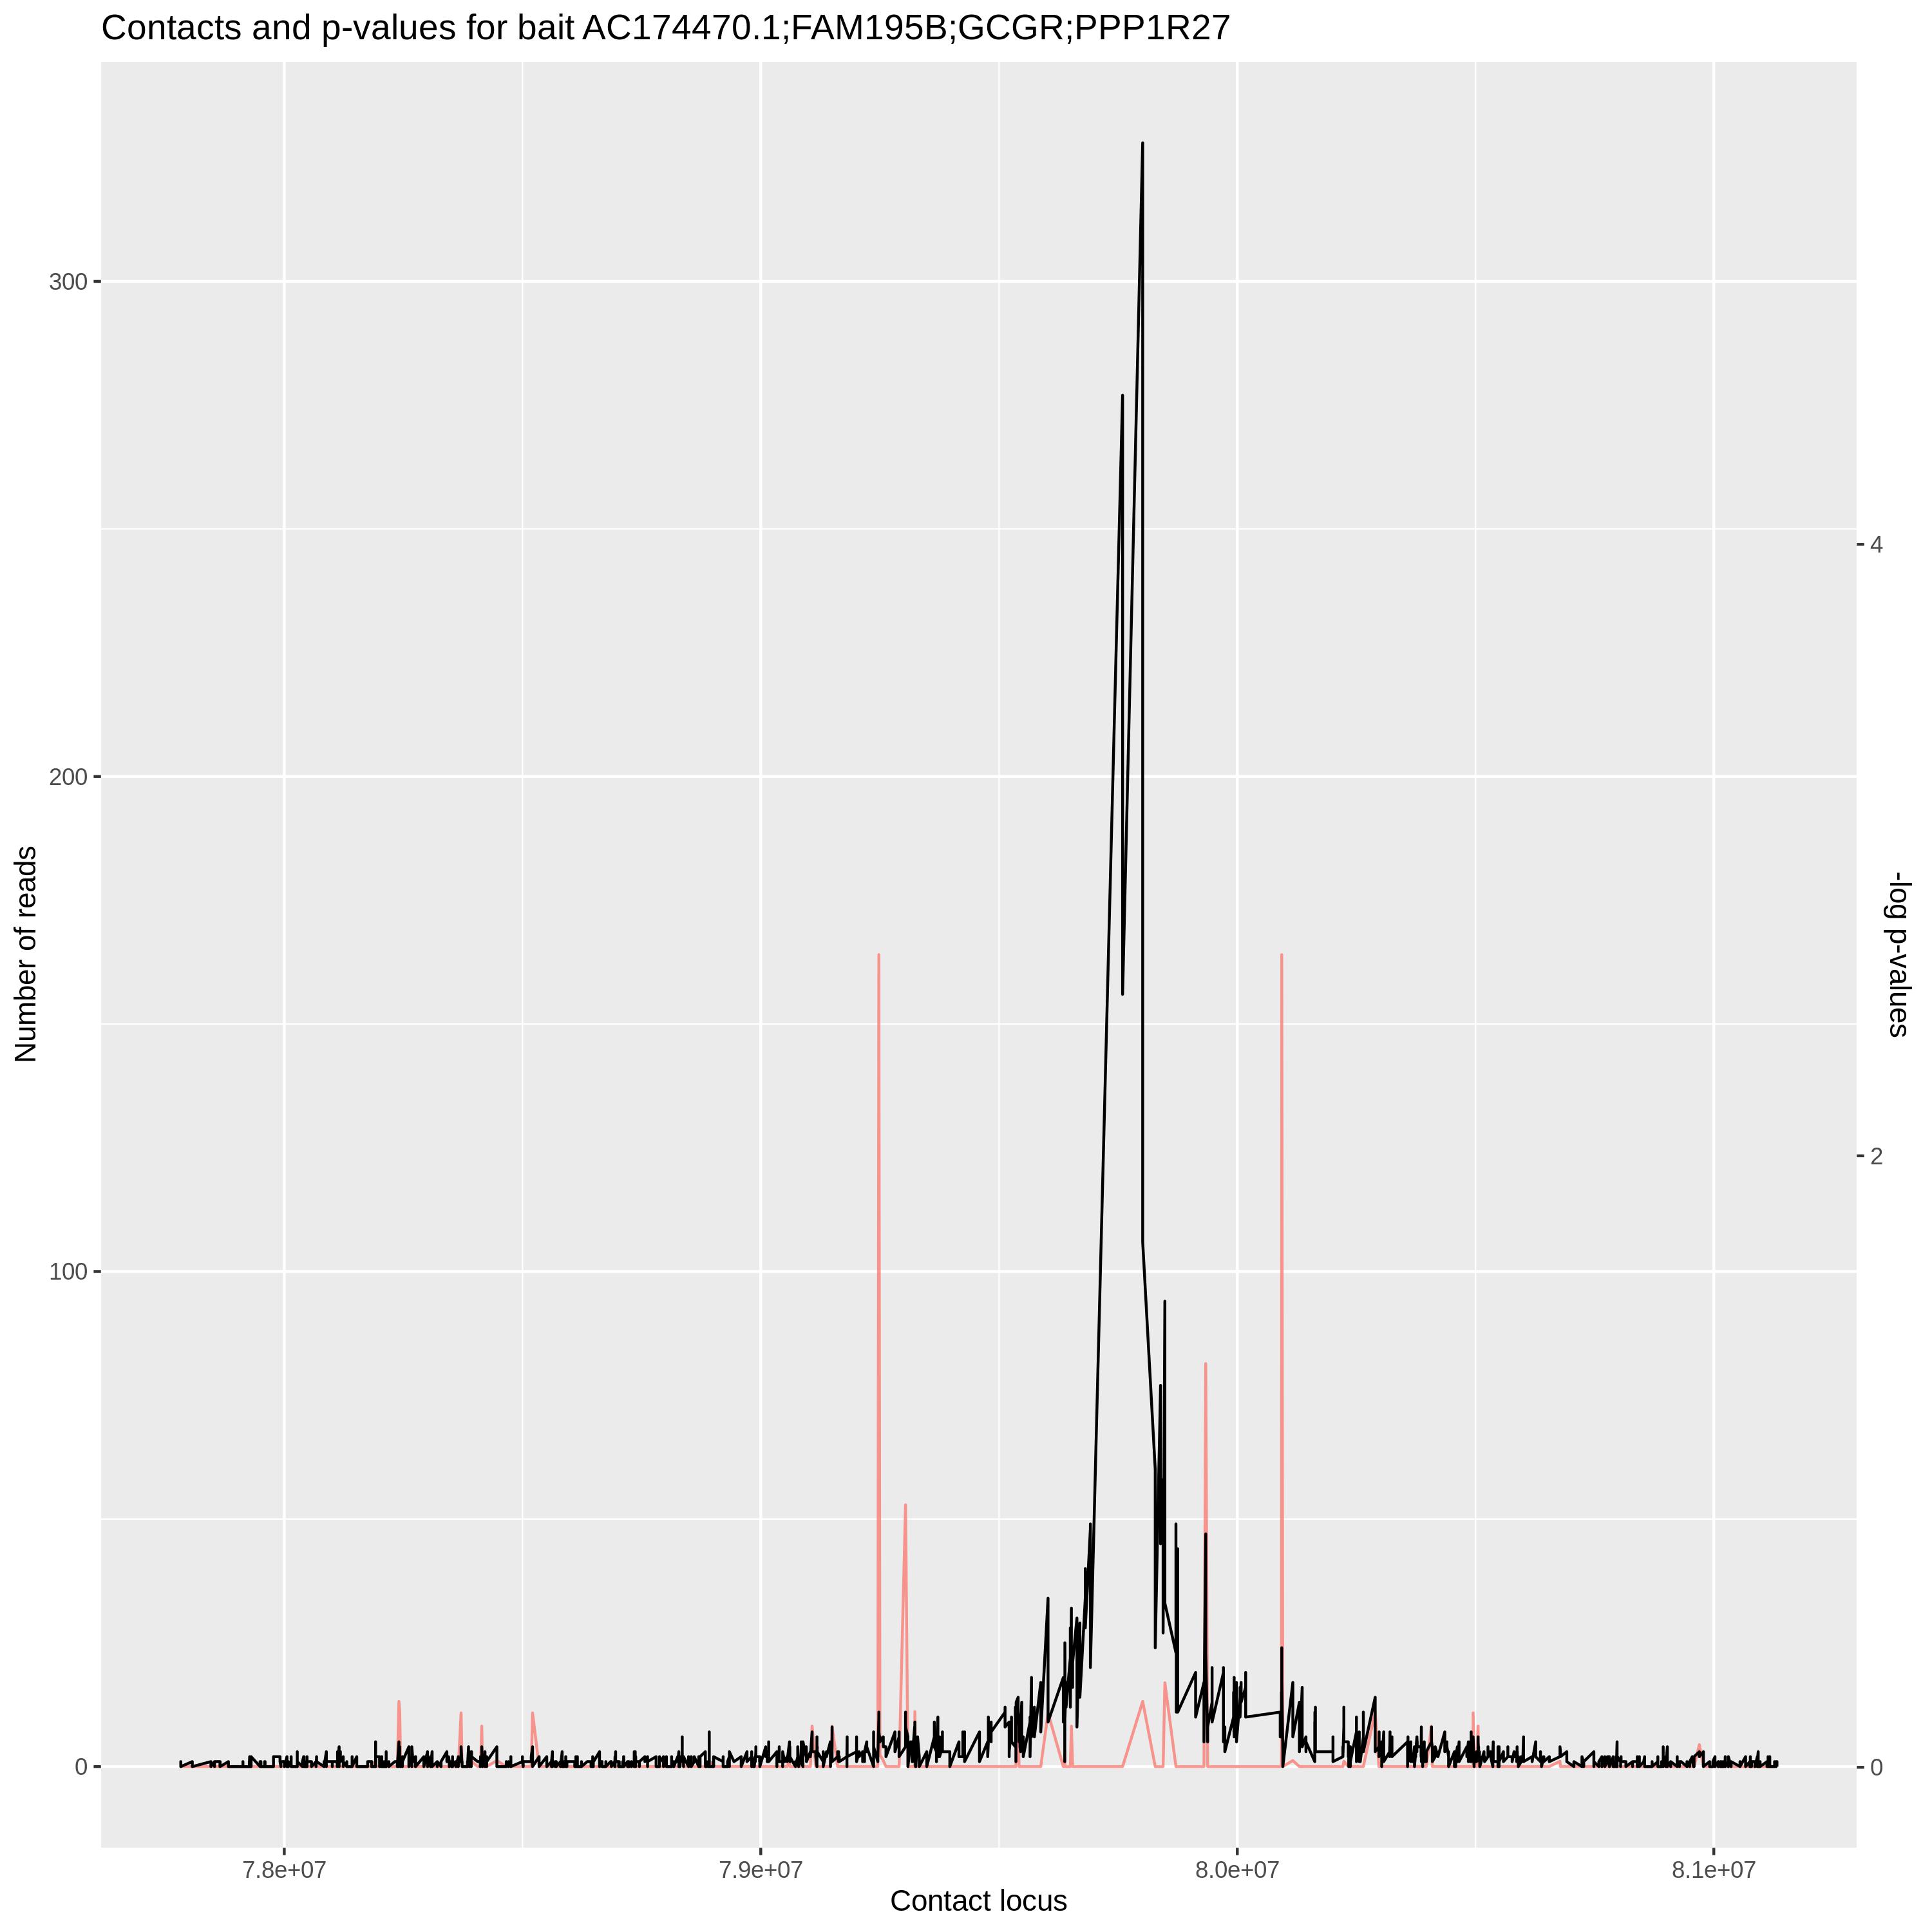 Contacts and p-values for bait AC174470.1;FAM195B;GCGR;PPP1R27
300
200
100
0
4
2
0
Number of reads
-log p-values
7.8e+07 7.9e+07 8.0e+07 8.1e+07
Contact locus